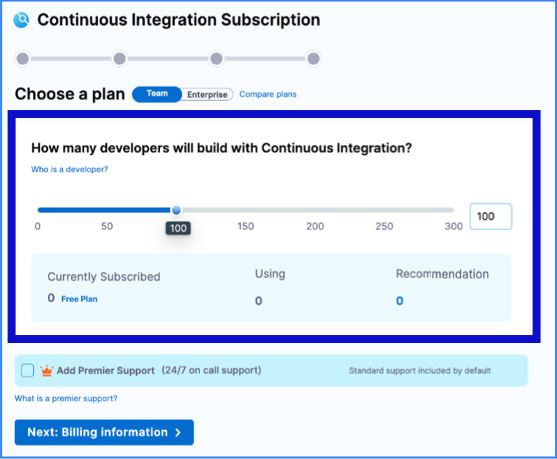 Continuous Integration Subscription
Choose a plan Team Enterprise Compare plans
How many developers will build with Continuous Integration?
Who is a developer?
0 50 100 150 200 250 300 100
Currently Subscribed Using Recommendation
0 Free Plan 0 0
Add Premier Support (24/7 on call support) Standard support included by default
What is a premier support?
Next: Billing information